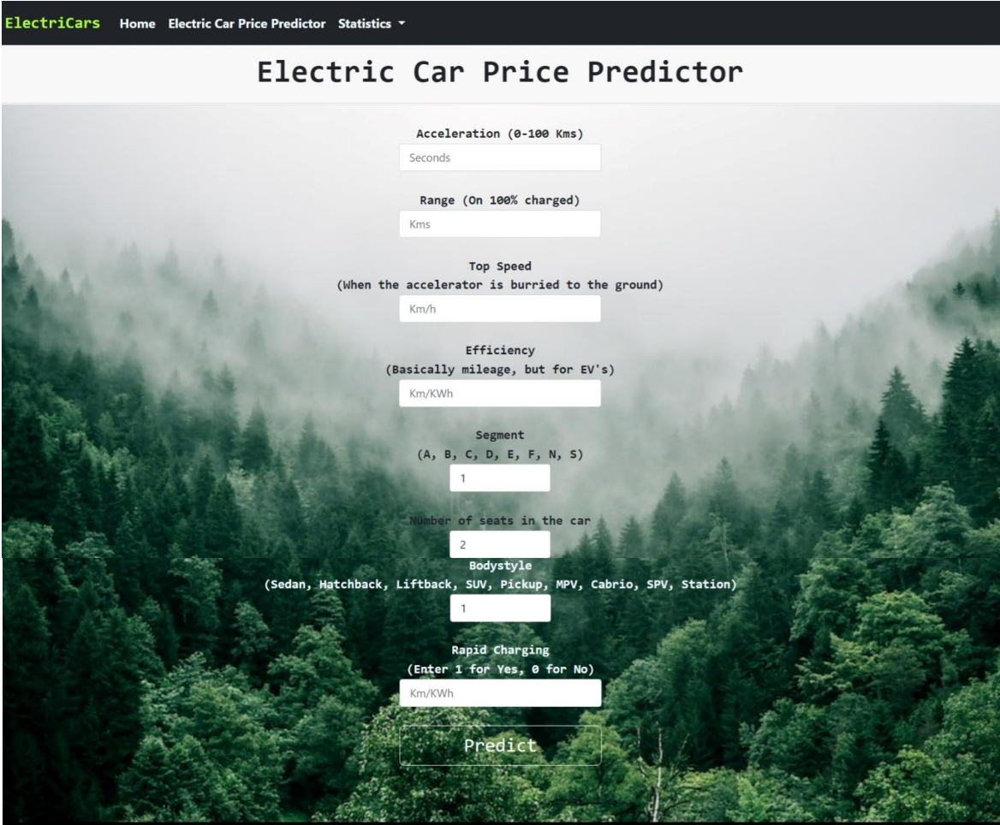 ElectriCars Home Electric Car Price Predictor Statistics
Electric Car Price Predictor
Acceleration (0-100 Kms)
Seconds
Range (On 100% charged)
Kms
Top Speed
(When the accelerator is burried to the ground)
Km/h
Efficiency
(Basically mileage, but for EV's)
Km/KWh
Segment
(A, B, C, D, E, F, N, S)
1
Number of seats in the car
2
Bodystyle
(Sedan, Hatchback, Liftback, SUV, Pickup, MPV, Cabrio, SPV, Station)
1
Rapid Charging
(Enter 1 for Yes, 0 for No)
Km/KWh
Predict